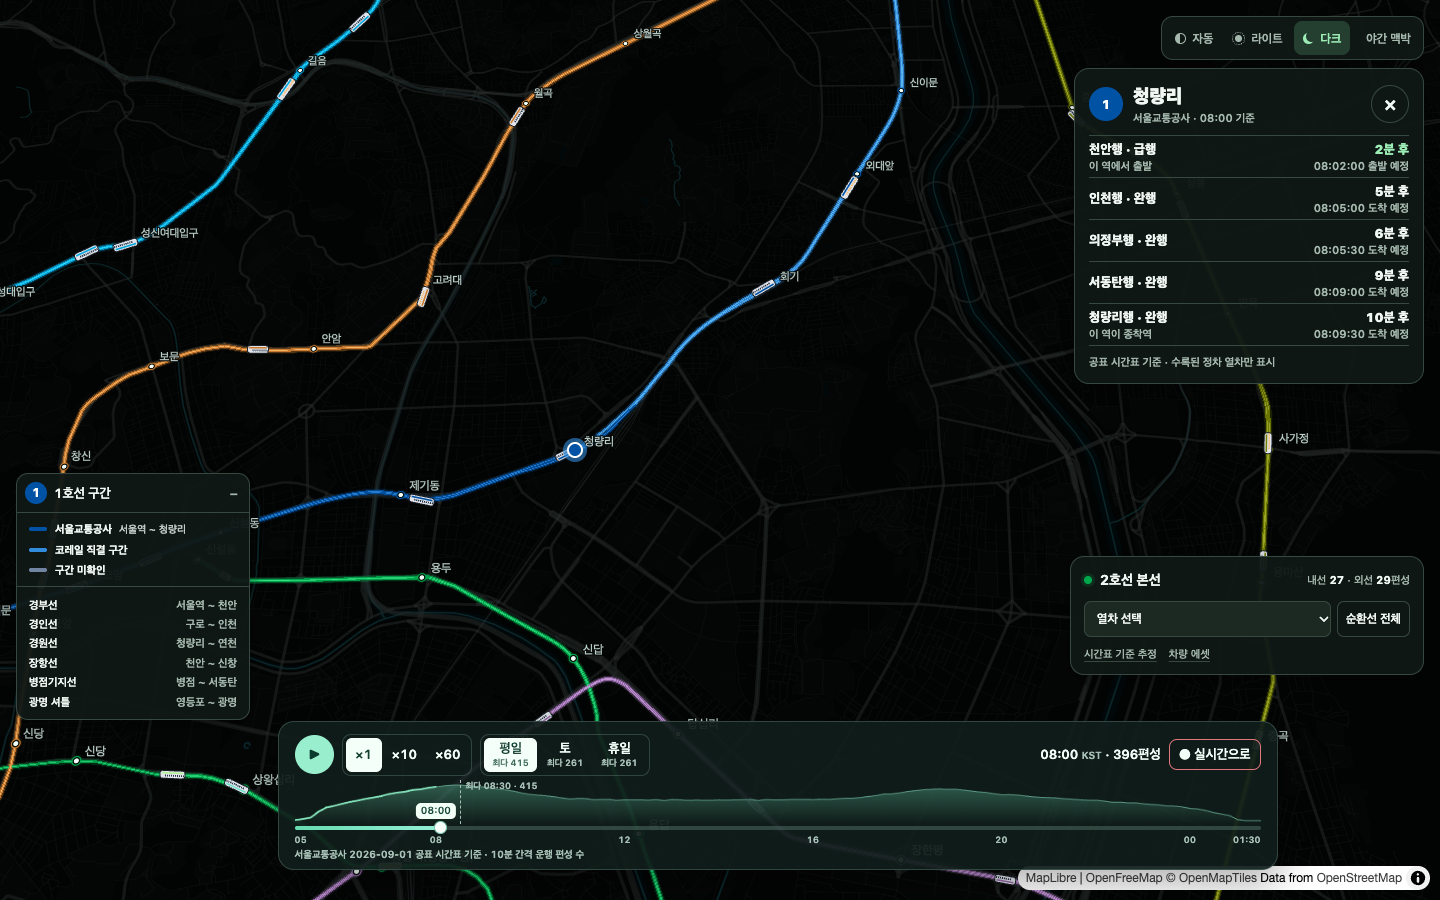 상월곡
길음
월곡
신이문
외대앞
성신여대입구
회기
고려대
성대입구
안암
보문
청량리
창신
제기동
사가정
용두
신답
신당
신당
상왕십리
자동
라이트
다크
야간 맥박
1
청량리
서울교통공사 · 08:00 기준
×
천안행 · 급행
2분 후
이 역에서 출발
08:02:00 출발 예정
인천행 · 완행
5분 후
08:05:00 도착 예정
의정부행 · 완행
6분 후
08:05:30 도착 예정
서동탄행 · 완행
9분 후
08:09:00 도착 예정
청량리행 · 완행
10분 후
이 역이 종착역
08:09:30 도착 예정
공표 시간표 기준 · 수록된 정차 열차만 표시
1 1호선 구간 –
서울교통공사 서울역 ~ 청량리
코레일 직결 구간
구간 미확인
경부선 서울역 ~ 천안
경인선 구로 ~ 인천
경원선 청량리 ~ 연천
장항선 천안 ~ 신창
병점기지선 병점 ~ 서동탄
광명 셔틀 영등포 ~ 광명
2호선 본선 내선 27 · 외선 29편성
열차 선택 순환선 전체
시간표 기준 추정 차량 에셋
×1 ×10 ×60
평일 토 휴일
최다 415 최다 261 최다 261
08:00 KST · 396편성 실시간으로
최다 08:30 · 415
08:00
05 08 12 16 20 00 01:30
서울교통공사 2026-09-01 공표 시간표 기준 · 10분 간격 운행 편성 수
MapLibre | OpenFreeMap © OpenMapTiles Data from OpenStreetMap